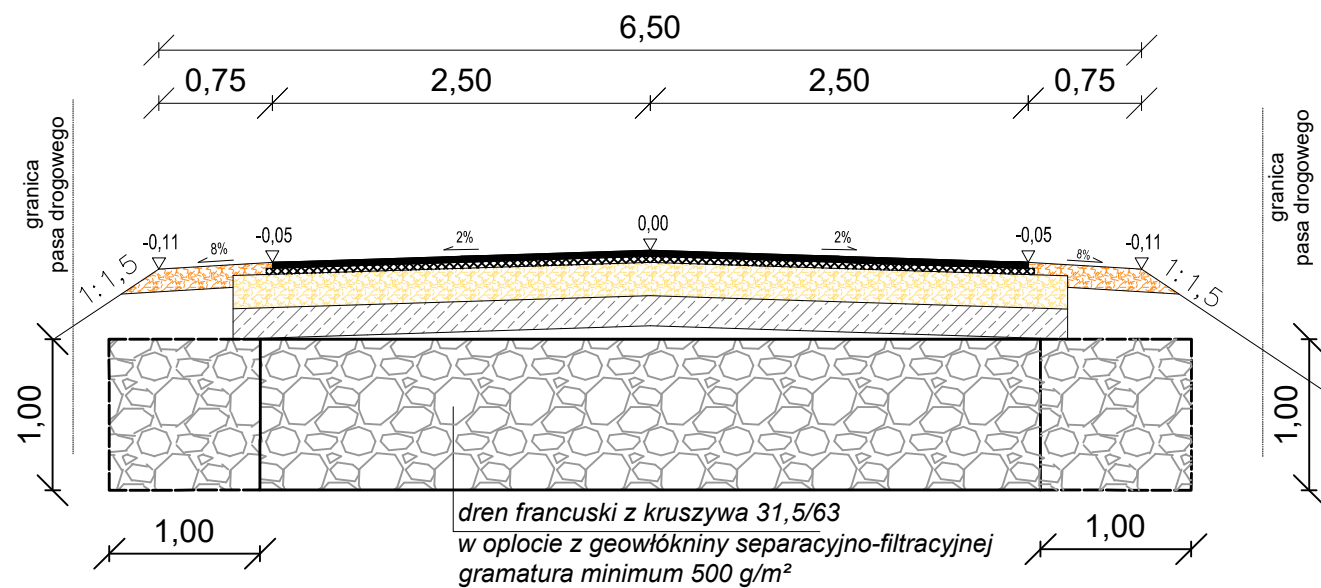 6,50
0,75
2,50
2,50
0,75
granica
pasa drogowego
granica
pasa drogowego
-0,11
8%
-0,05
2%
0,00
2%
-0,05
8%
-0,11
1:1,5
1:1,5
1,00
1,00
dren francuski z kruszywa 31,5/63
w oplocie z geowłókniny separacyjno-filtracyjnej
gramatura minimum 500 g/m²
1,00
1,00